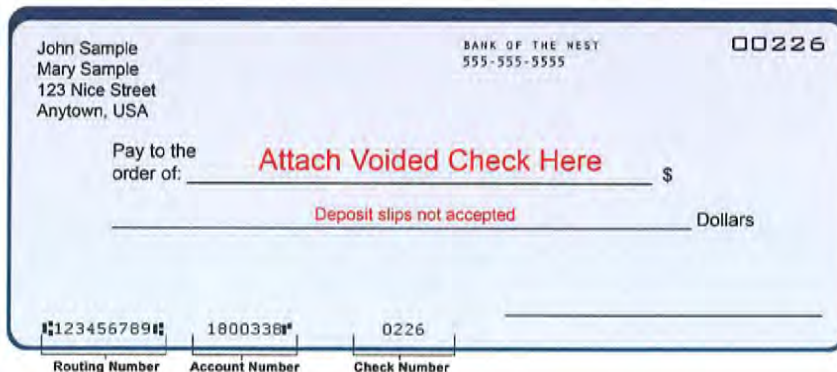 John Sample
Mary Sample
123 Nice Street
Anytown, USA
BANK OF THE NEST
555-555-5555
00226
Pay to the
order of: Attach Voided Check Here $
Deposit slips not accepted Dollars
⑆123456789⑆ 1800338⑈ 0226
Routing Number Account Number Check Number